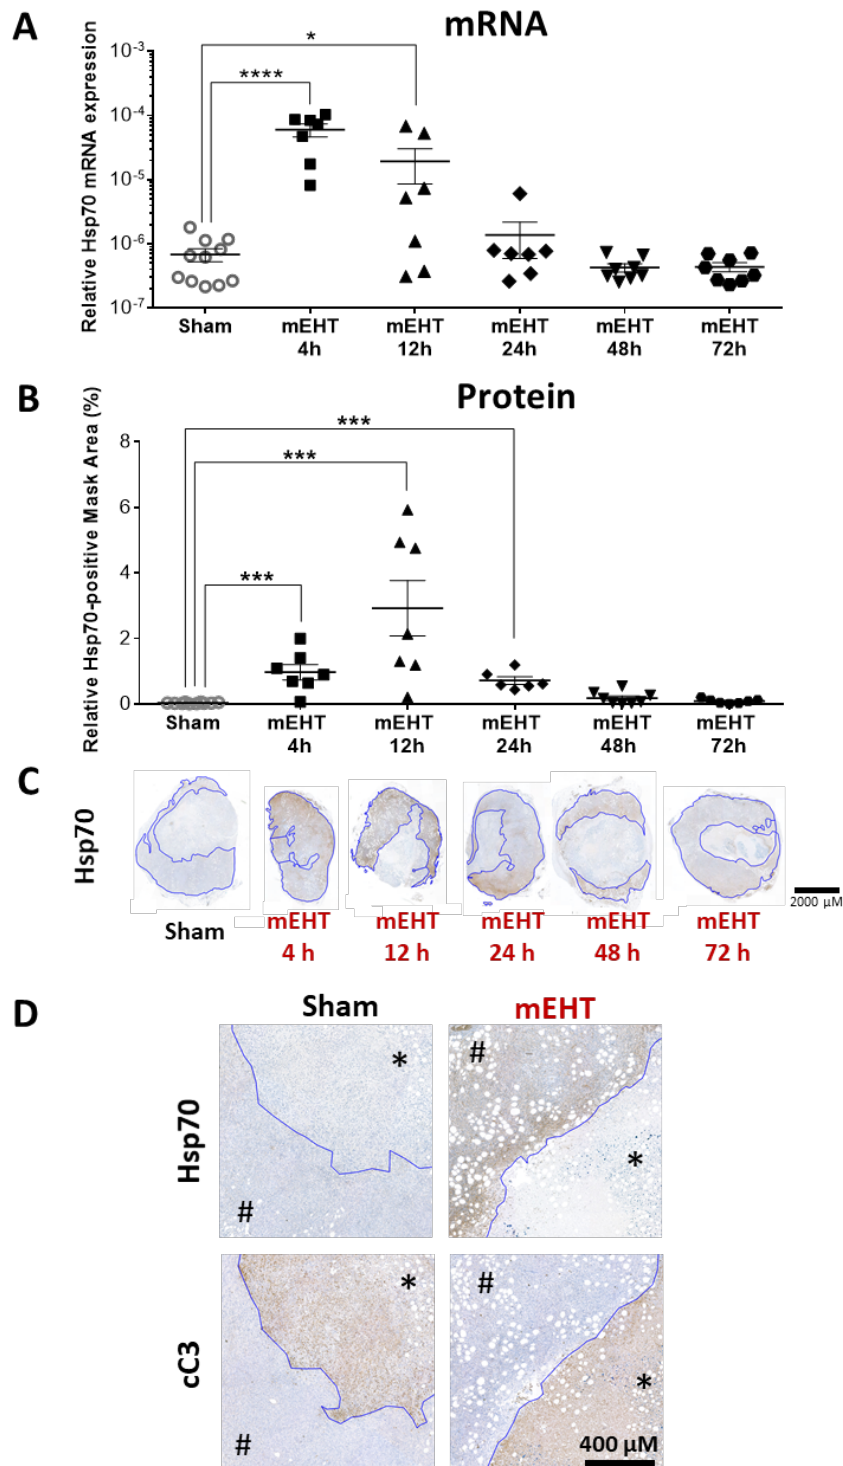 A
mRNA
Relative Hsp70 mRNA expression
10-3
10-4
10-5
10-6
10-7
*
****
Sham
mEHT 4h
mEHT 12h
mEHT 24h
mEHT 48h
mEHT 72h
B
Protein
Relative Hsp70-positive Mask Area (%)
8
6
4
2
0
***
***
***
Sham
mEHT 4h
mEHT 12h
mEHT 24h
mEHT 48h
mEHT 72h
C
Hsp70
Sham
mEHT 4 h
mEHT 12 h
mEHT 24 h
mEHT 48 h
mEHT 72 h
2000 µM
D
Sham
mEHT
Hsp70
*
#
#
*
cC3
*
#
#
*
400 µM